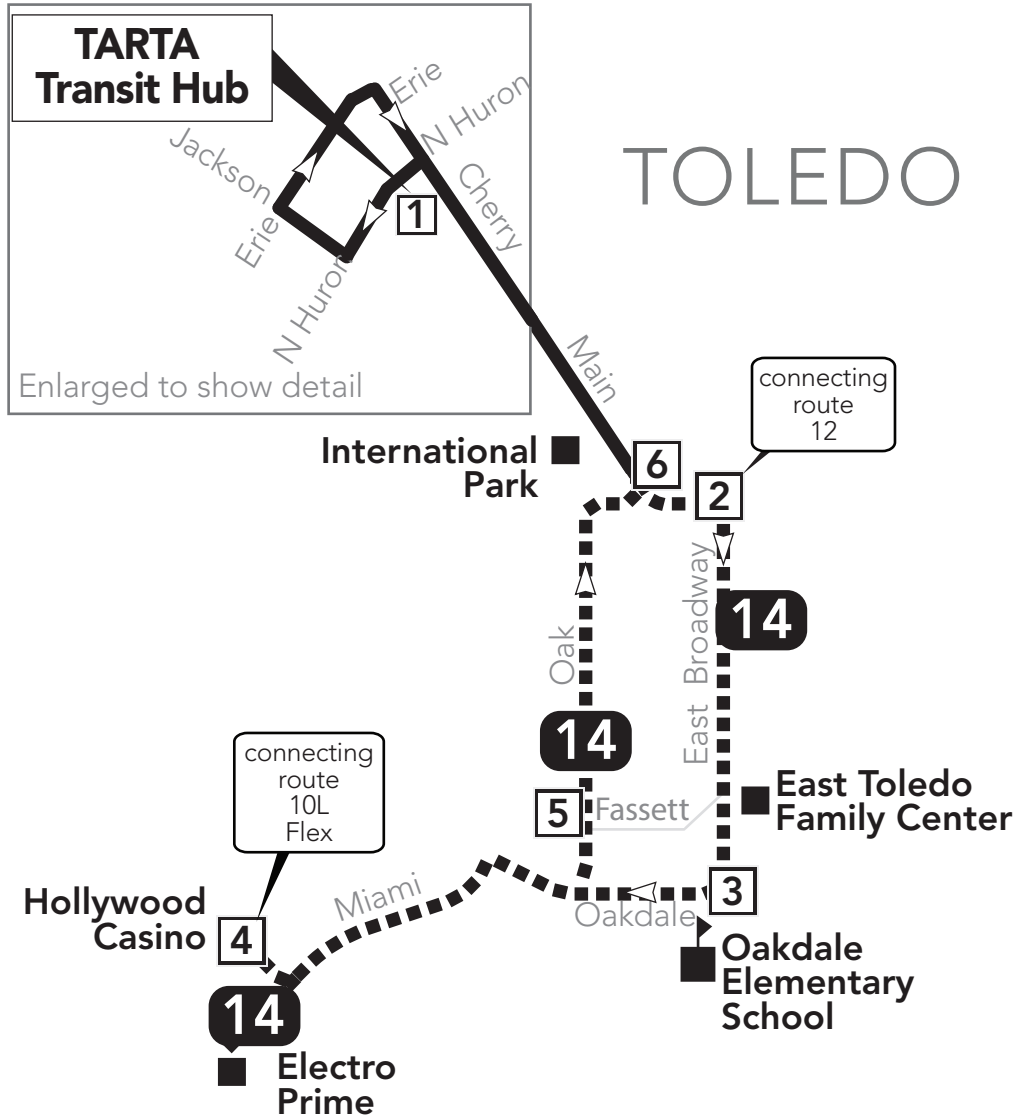 TARTA
Transit Hub
Erie
N Huron
Jackson
Cherry
1
Erie
N Huron
Enlarged to show detail
TOLEDO
Main
connecting
route
12
International
Park
6
2
East Broadway
14
Oak
14
connecting
route
10L
Flex
5
Fassett
East Toledo
Family Center
Miami
3
Oakdale
Hollywood
Casino
4
Oakdale
Elementary
School
14
Electro
Prime